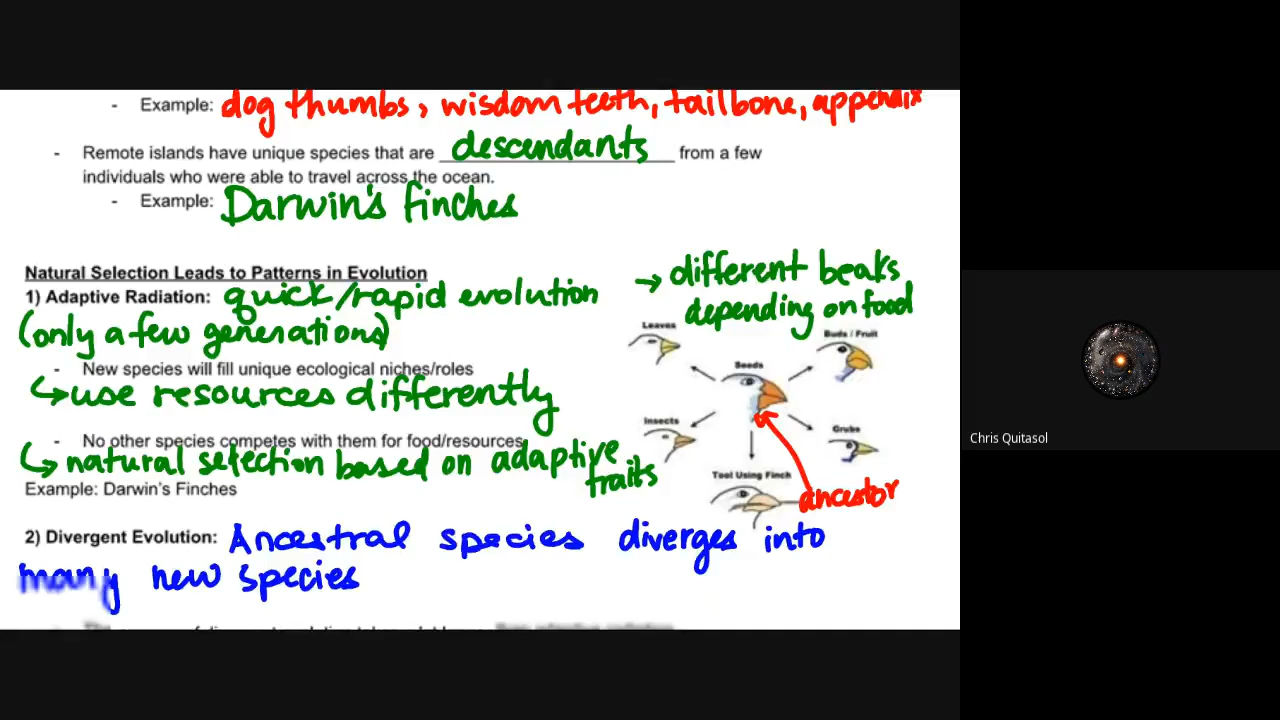 - Example: dog thumbs, wisdom teeth, tailbone, appendix
- Remote islands have unique species that are descendants from a few
individuals who were able to travel across the ocean.
- Example: Darwin's finches
Natural Selection Leads to Patterns in Evolution
1) Adaptive Radiation: quick/rapid evolution
(only a few generations)
→ different beaks
depending on food
- New species will fill unique ecological niches/roles
↳ use resources differently
- No other species competes with them for food/resources
↳ natural selection based on adaptive
traits
Example: Darwin's Finches
Leaves
Buds / Fruit
Seeds
Insects
Grubs
Tool Using Finch
ancestor
2) Divergent Evolution: Ancestral species diverges into
many new species
Chris Quitasol